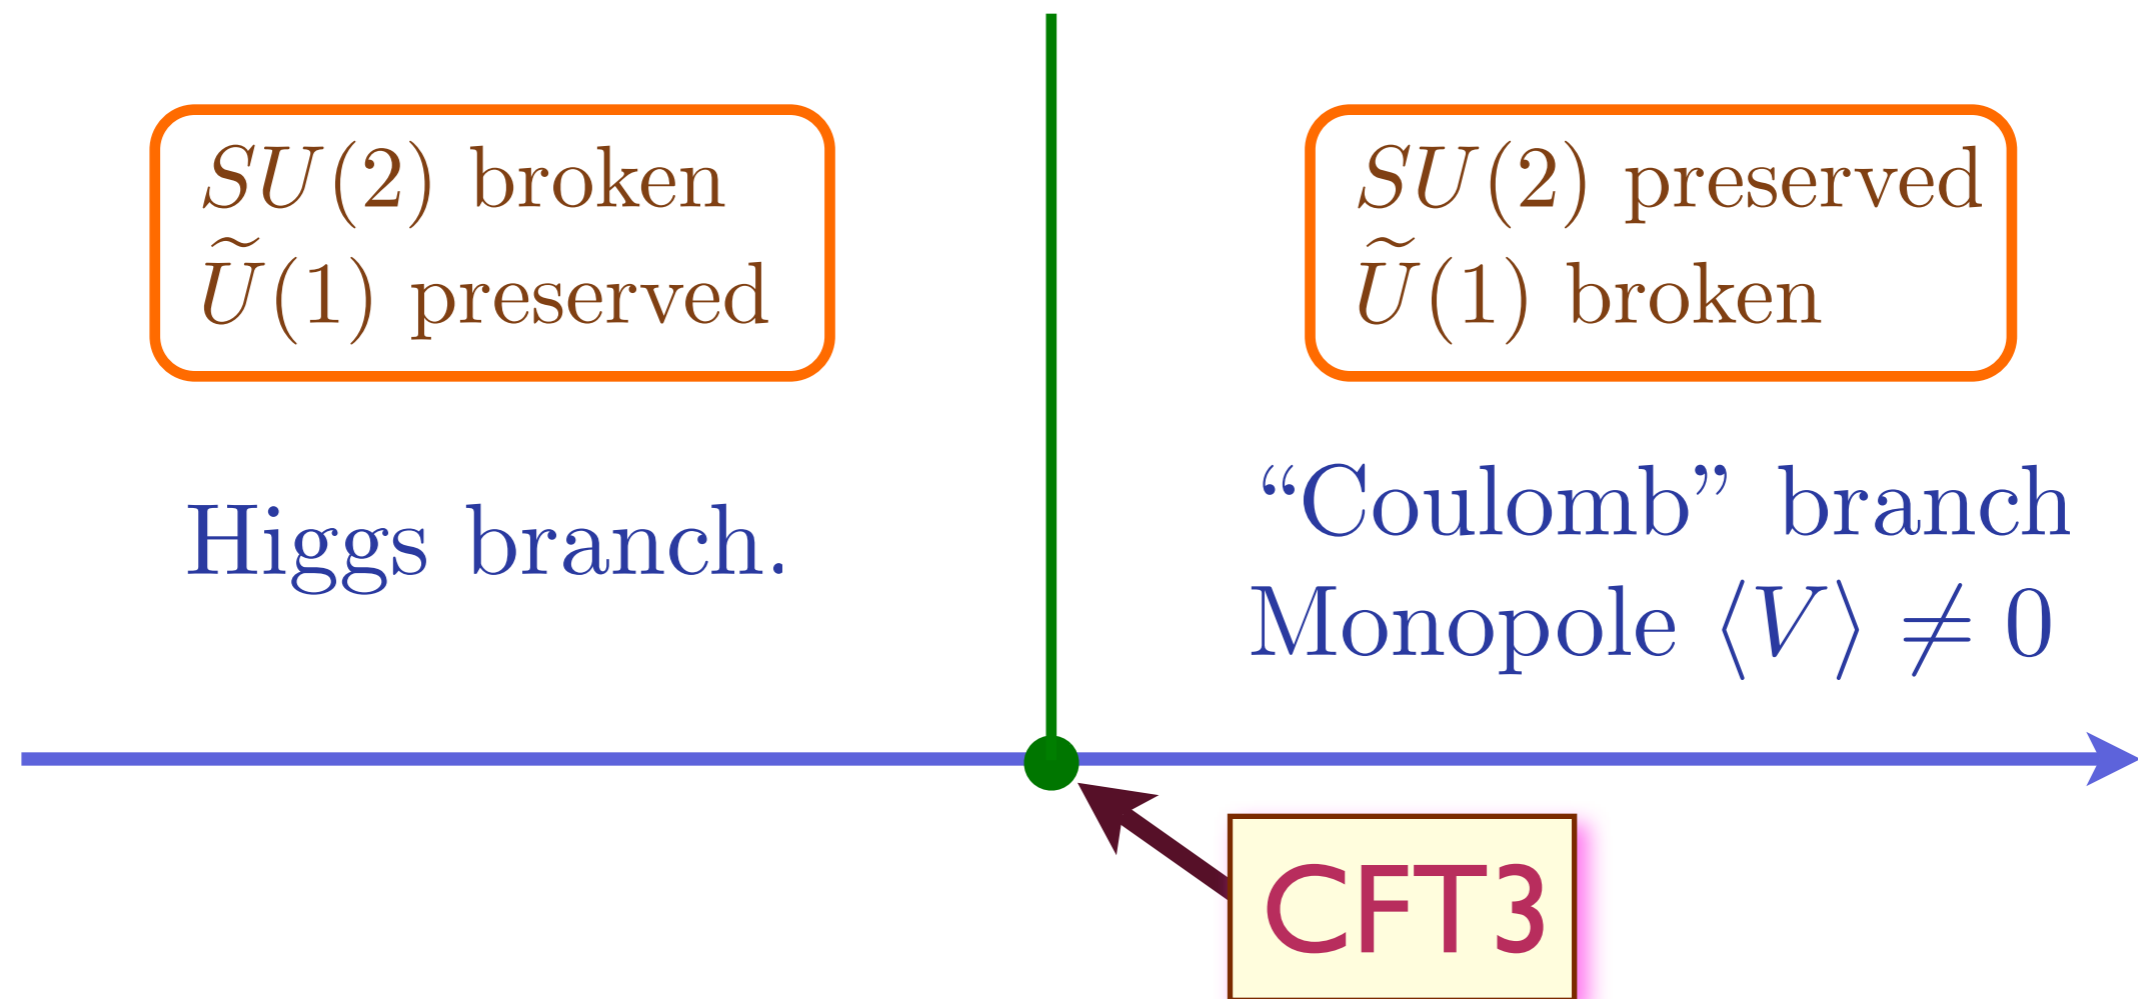 SU(2) broken
Ũ(1) preserved
SU(2) preserved
Ũ(1) broken
Higgs branch.
“Coulomb” branch
Monopole ⟨V⟩ ≠ 0
CFT3